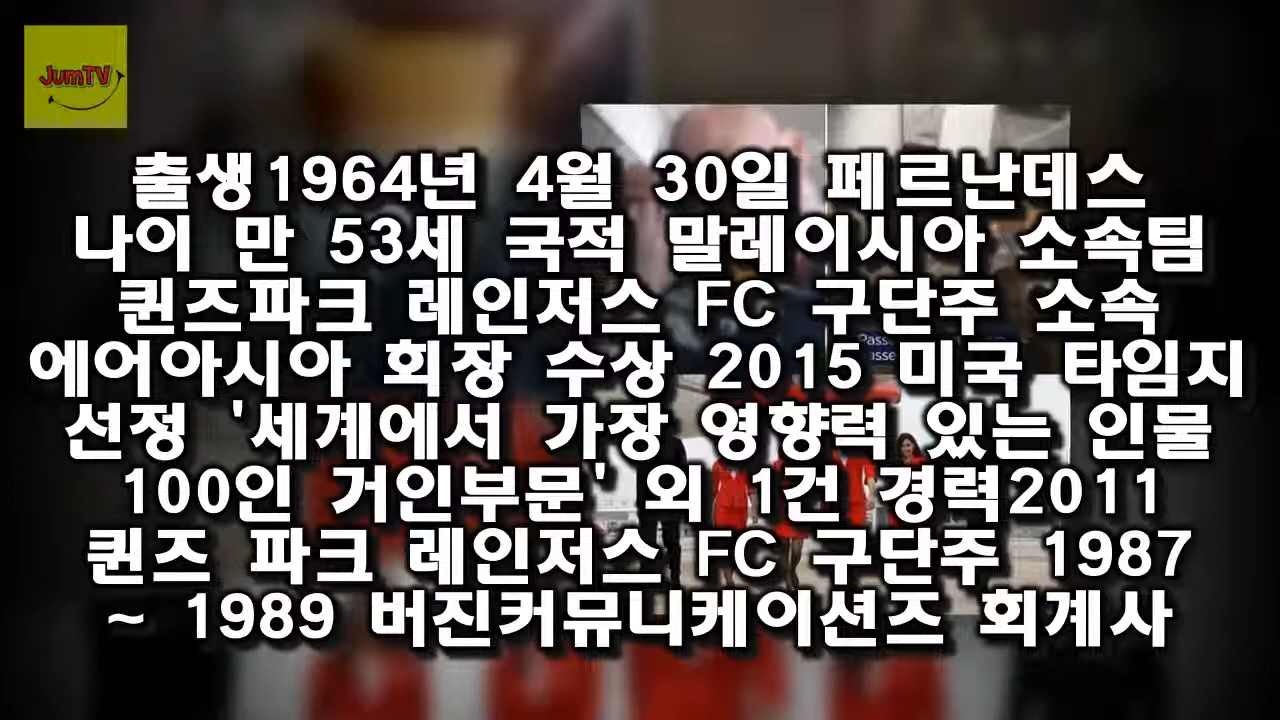 JumTV
출생1964년 4월 30일 페르난데스
나이 만 53세 국적 말레이시아 소속팀
퀸즈파크 레인저스 FC 구단주 소속
에어아시아 회장 수상 2015 미국 타임지
선정 '세계에서 가장 영향력 있는 인물
100인 거인부문' 외 1건 경력2011
퀸즈 파크 레인저스 FC 구단주 1987
~ 1989 버진커뮤니케이션즈 회계사